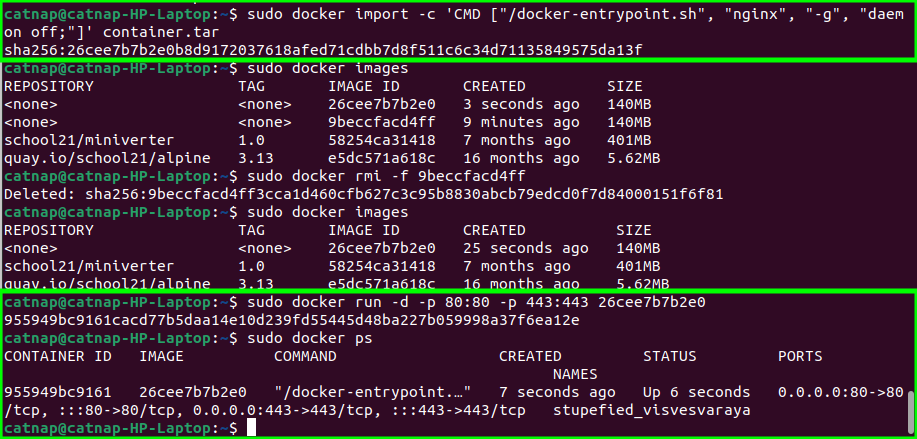 catnap@catnap-HP-Laptop:~$ sudo docker import -c 'CMD ["/docker-entrypoint.sh", "nginx", "-g", "daem
on off;"]' container.tar
sha256:26cee7b7b2e0b8d9172037618afed71cdbb7d8f511c6c34d71135849575da13f
catnap@catnap-HP-Laptop:~$ sudo docker images
REPOSITORY TAG IMAGE ID CREATED SIZE
<none> <none> 26cee7b7b2e0 3 seconds ago 140MB
<none> <none> 9beccfacd4ff 9 minutes ago 140MB
school21/miniverter 1.0 58254ca31418 7 months ago 401MB
quay.io/school21/alpine 3.13 e5dc571a618c 16 months ago 5.62MB
catnap@catnap-HP-Laptop:~$ sudo docker rmi -f 9beccfacd4ff
Deleted: sha256:9beccfacd4ff3cca1d460cfb627c3c95b8830abcb79edcd0f7d84000151f6f81
catnap@catnap-HP-Laptop:~$ sudo docker images
REPOSITORY TAG IMAGE ID CREATED SIZE
<none> <none> 26cee7b7b2e0 25 seconds ago 140MB
school21/miniverter 1.0 58254ca31418 7 months ago 401MB
quay.io/school21/alpine 3.13 e5dc571a618c 16 months ago 5.62MB
catnap@catnap-HP-Laptop:~$ sudo docker run -d -p 80:80 -p 443:443 26cee7b7b2e0
955949bc9161cacd77b5daa14e10d239fd55445d48ba227b059998a37f6ea12e
catnap@catnap-HP-Laptop:~$ sudo docker ps
CONTAINER ID IMAGE COMMAND CREATED STATUS PORTS
NAMES
955949bc9161 26cee7b7b2e0 "/docker-entrypoint.…" 7 seconds ago Up 6 seconds 0.0.0.0:80->80
/tcp, :::80->80/tcp, 0.0.0.0:443->443/tcp, :::443->443/tcp stupefied_visvesvaraya
catnap@catnap-HP-Laptop:~$